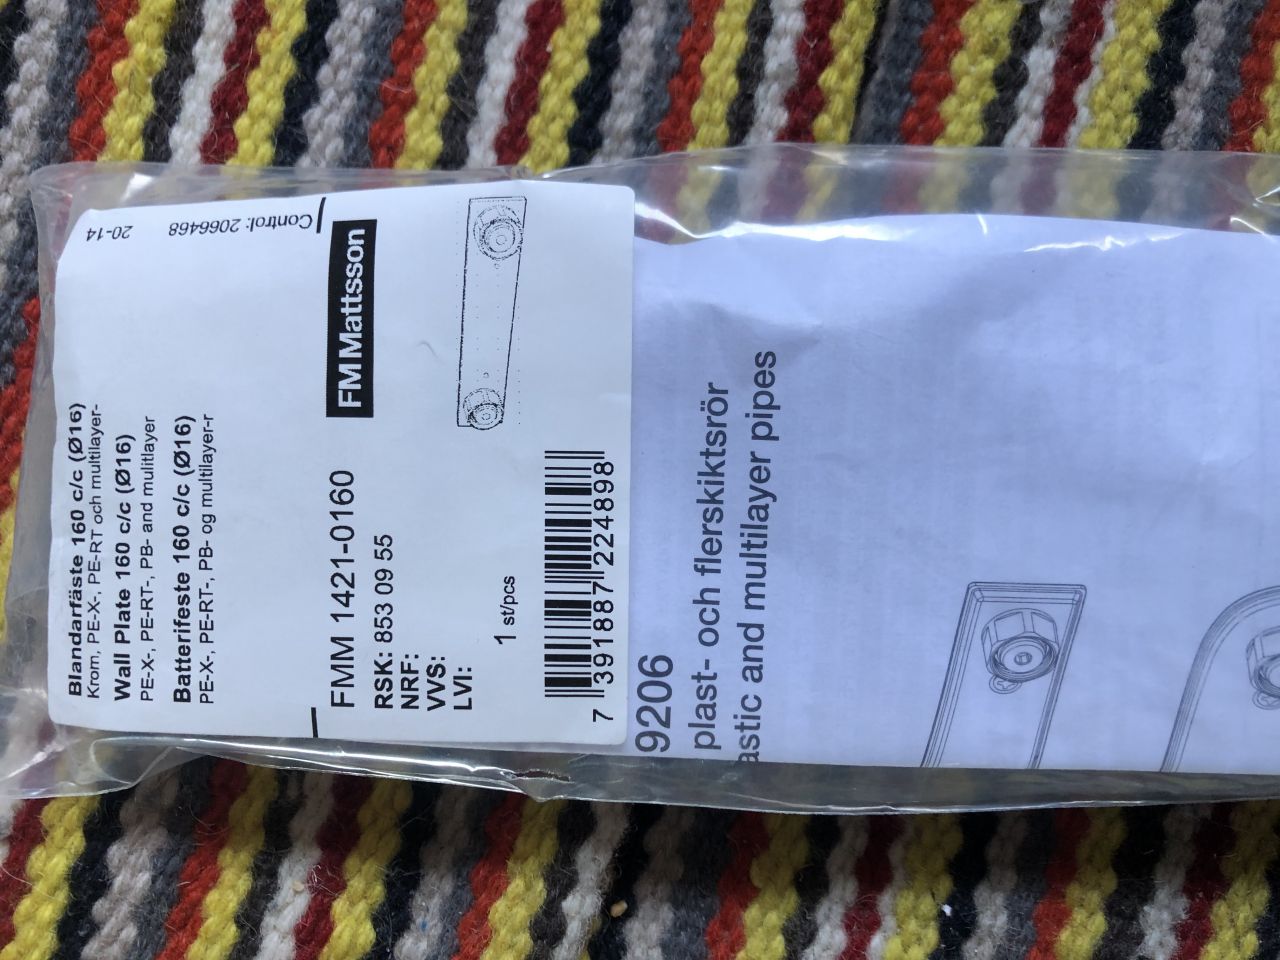 Blandarfäste 160 c/c (Ø16)
Krom, PE-X-, PE-RT och multilayer-
Wall Plate 160 c/c (Ø16)
PE-X-, PE-RT-, PB- and mulitlayer
Batterifeste 160 c/c (Ø16)
PE-X-, PE-RT-, PB- og multilayer-r
20-14
Control: 2066468
FM Mattsson
FMM 1421-0160
RSK: 853 09 55
NRF:
VVS:
LVI:
1 st/pcs
7 391887 224898
9206
plast- och flerskiktsrör
astic and multilayer pipes